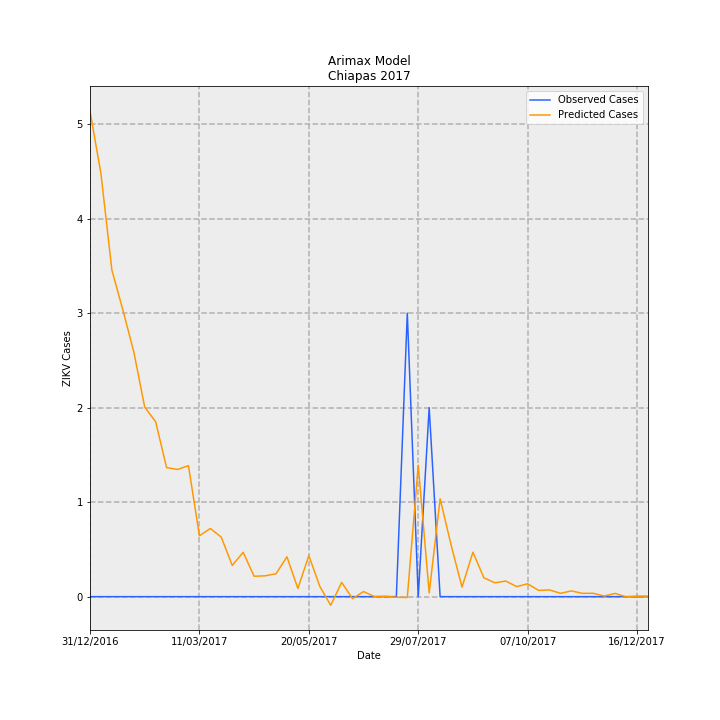 Arimax Model
Chiapas 2017
Observed Cases
Predicted Cases
5
4
3
2
1
0
ZIKV Cases
31/12/2016
11/03/2017
20/05/2017
29/07/2017
07/10/2017
16/12/2017
Date